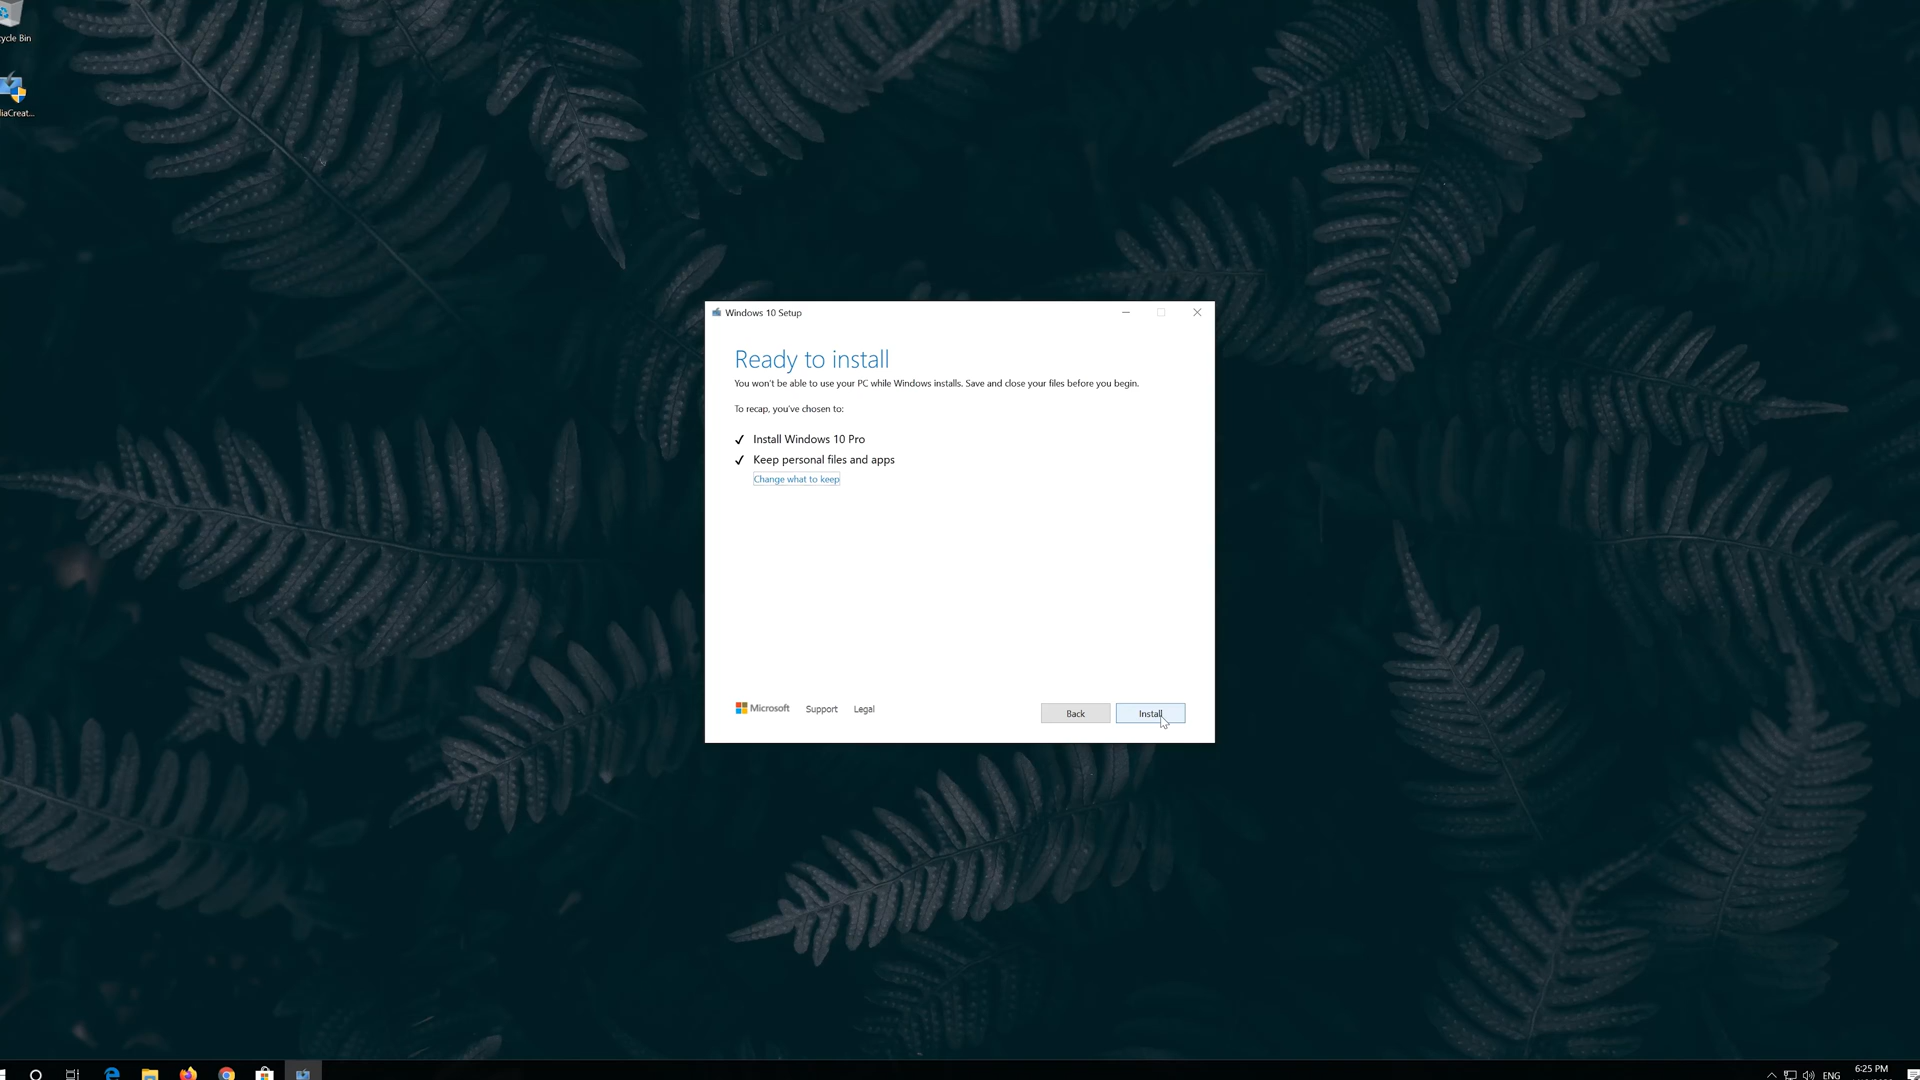 cycle Bin
diaCreat...
Windows 10 Setup
Ready to install
You won't be able to use your PC while Windows installs. Save and close your files before you begin.
To recap, you've chosen to:
Install Windows 10 Pro
Keep personal files and apps
Change what to keep
Microsoft
Support
Legal
Back
Install
ENG
6:25 PM